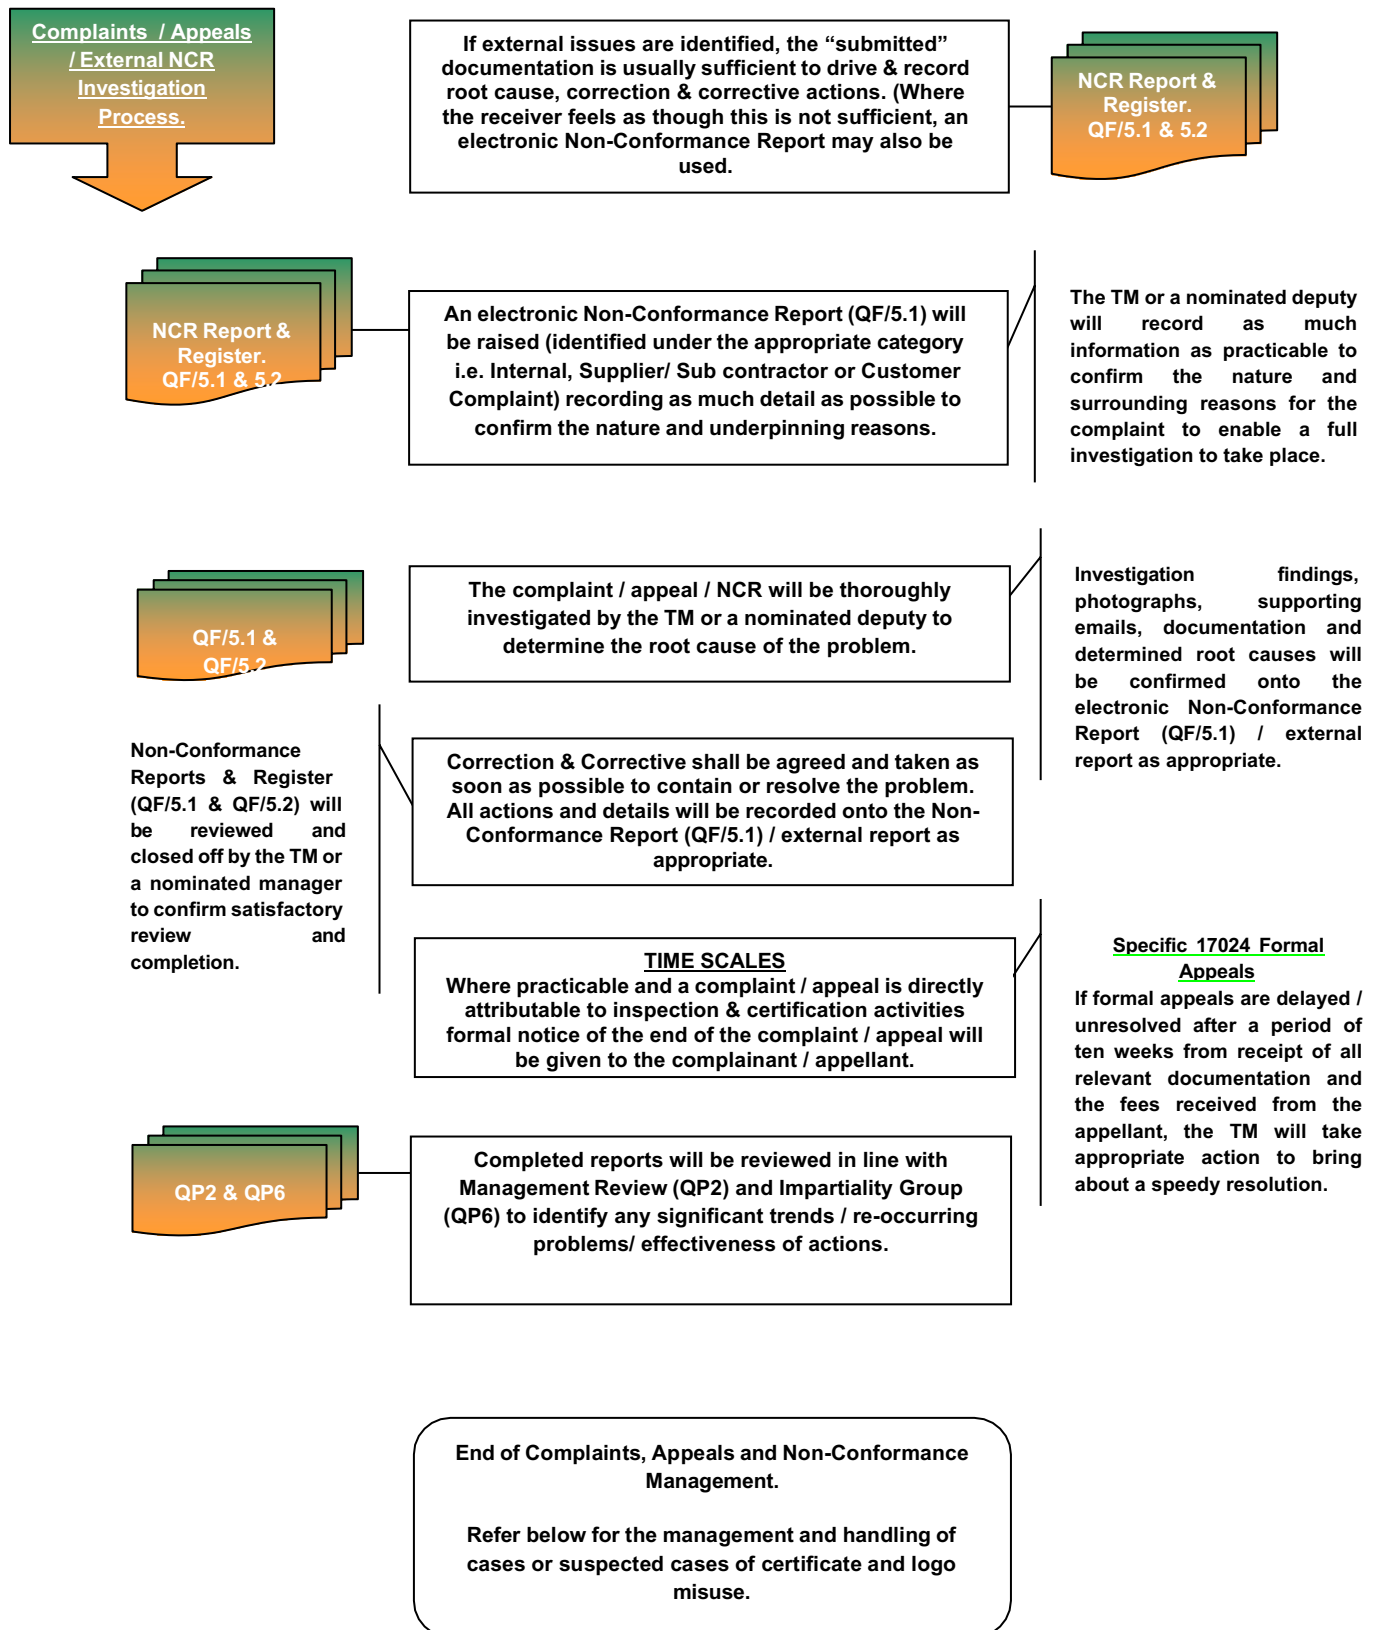 Complaints / Appeals
/ External NCR
Investigation
Process.
If external issues are identified, the “submitted”
documentation is usually sufficient to drive & record
root cause, correction & corrective actions. (Where
the receiver feels as though this is not sufficient, an
electronic Non-Conformance Report may also be
used.
NCR Report &
Register.
QF/5.1 & 5.2
NCR Report &
Register.
QF/5.1 & 5.2
An electronic Non-Conformance Report (QF/5.1) will
be raised (identified under the appropriate category
i.e. Internal, Supplier/ Sub contractor or Customer
Complaint) recording as much detail as possible to
confirm the nature and underpinning reasons.
The TM or a nominated deputy
will record as much
information as practicable to
confirm the nature and
surrounding reasons for the
complaint to enable a full
investigation to take place.
QF/5.1 &
QF/5.2
The complaint / appeal / NCR will be thoroughly
investigated by the TM or a nominated deputy to
determine the root cause of the problem.
Investigation findings,
photographs, supporting
emails, documentation and
determined root causes will
be confirmed onto the
electronic Non-Conformance
Report (QF/5.1) / external
report as appropriate.
Non-Conformance
Reports & Register
(QF/5.1 & QF/5.2) will
be reviewed and
closed off by the TM or
a nominated manager
to confirm satisfactory
review and
completion.
Correction & Corrective shall be agreed and taken as
soon as possible to contain or resolve the problem.
All actions and details will be recorded onto the Non-
Conformance Report (QF/5.1) / external report as
appropriate.
TIME SCALES
Where practicable and a complaint / appeal is directly
attributable to inspection & certification activities
formal notice of the end of the complaint / appeal will
be given to the complainant / appellant.
Specific 17024 Formal
Appeals
If formal appeals are delayed /
unresolved after a period of
ten weeks from receipt of all
relevant documentation and
the fees received from the
appellant, the TM will take
appropriate action to bring
about a speedy resolution.
QP2 & QP6
Completed reports will be reviewed in line with
Management Review (QP2) and Impartiality Group
(QP6) to identify any significant trends / re-occurring
problems/ effectiveness of actions.
End of Complaints, Appeals and Non-Conformance
Management.
Refer below for the management and handling of
cases or suspected cases of certificate and logo
misuse.